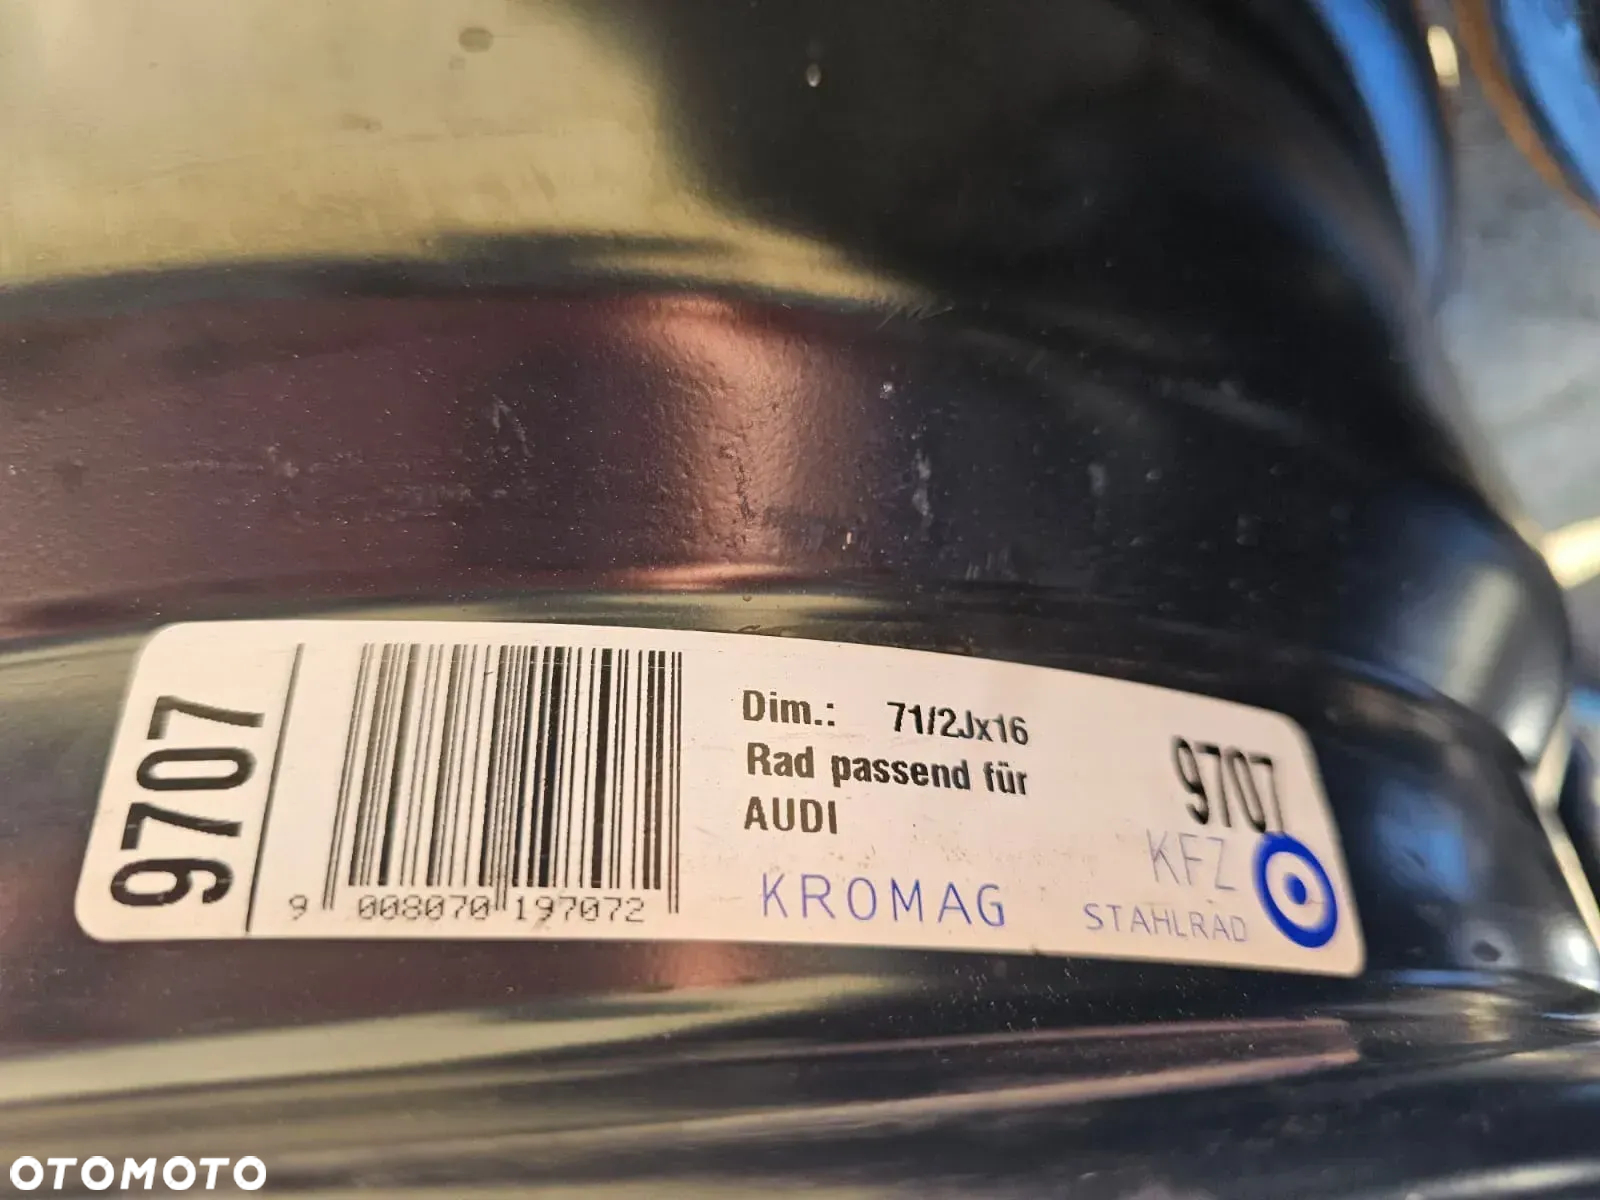 9707
9 008070 197072
Dim.: 71/2Jx16
Rad passend für
AUDI
KROMAG
9707
KFZ
STAHLRAD
OTOMOTO